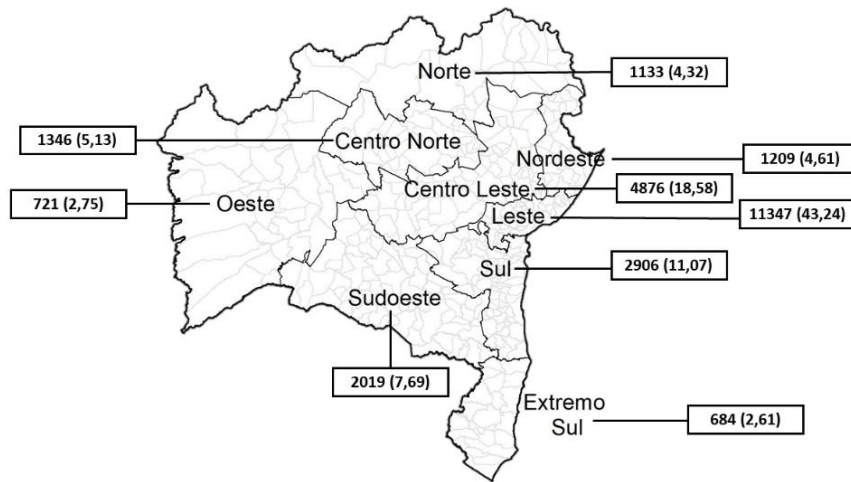 Norte
1133 (4,32)
1346 (5,13)
Centro Norte
Nordeste
1209 (4,61)
Centro Leste
4876 (18,58)
721 (2,75)
Oeste
Leste
11347 (43,24)
Sul
2906 (11,07)
Sudoeste
2019 (7,69)
Extremo
Sul
684 (2,61)